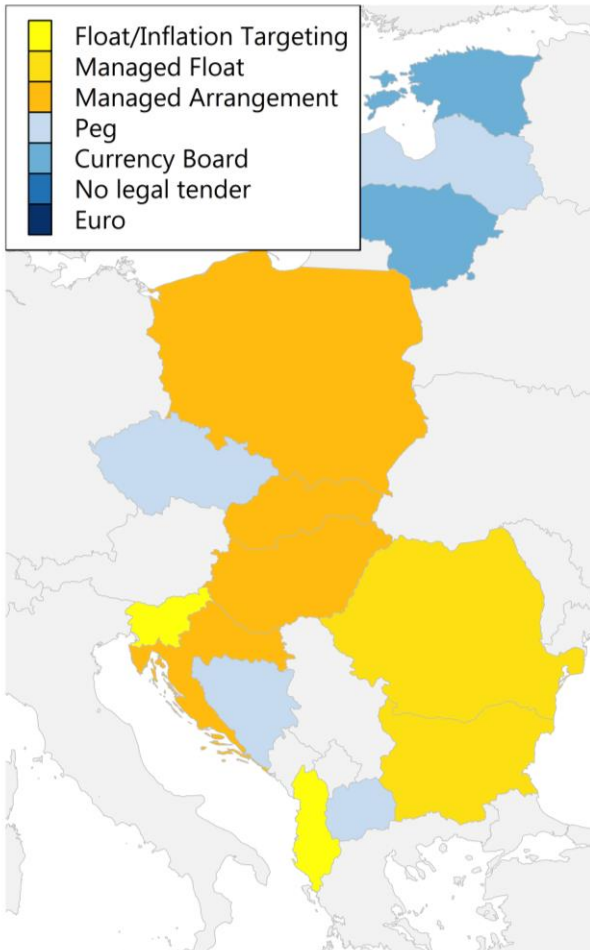 Float/Inflation Targeting
Managed Float
Managed Arrangement
Peg
Currency Board
No legal tender
Euro